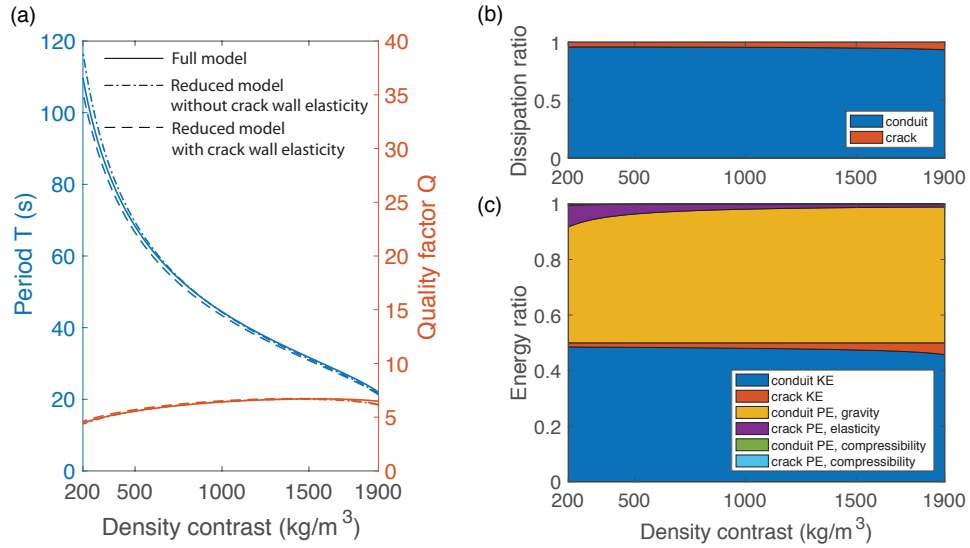 (a)
120
100
80
60
40
20
0
Period T (s)
Full model
Reduced model
without crack wall elasticity
Reduced model
with crack wall elasticity
40
35
30
25
20
15
10
5
0
Quality factor Q
200 500 1000 1500 1900
Density contrast (kg/m³)
(b)
1
0.5
0
Dissipation ratio
conduit
crack
200 500 1000 1500 1900
(c)
1
0.8
0.6
0.4
0.2
0
Energy ratio
conduit KE
crack KE
conduit PE, gravity
crack PE, elasticity
conduit PE, compressibility
crack PE, compressibility
200 500 1000 1500 1900
Density contrast (kg/m³)